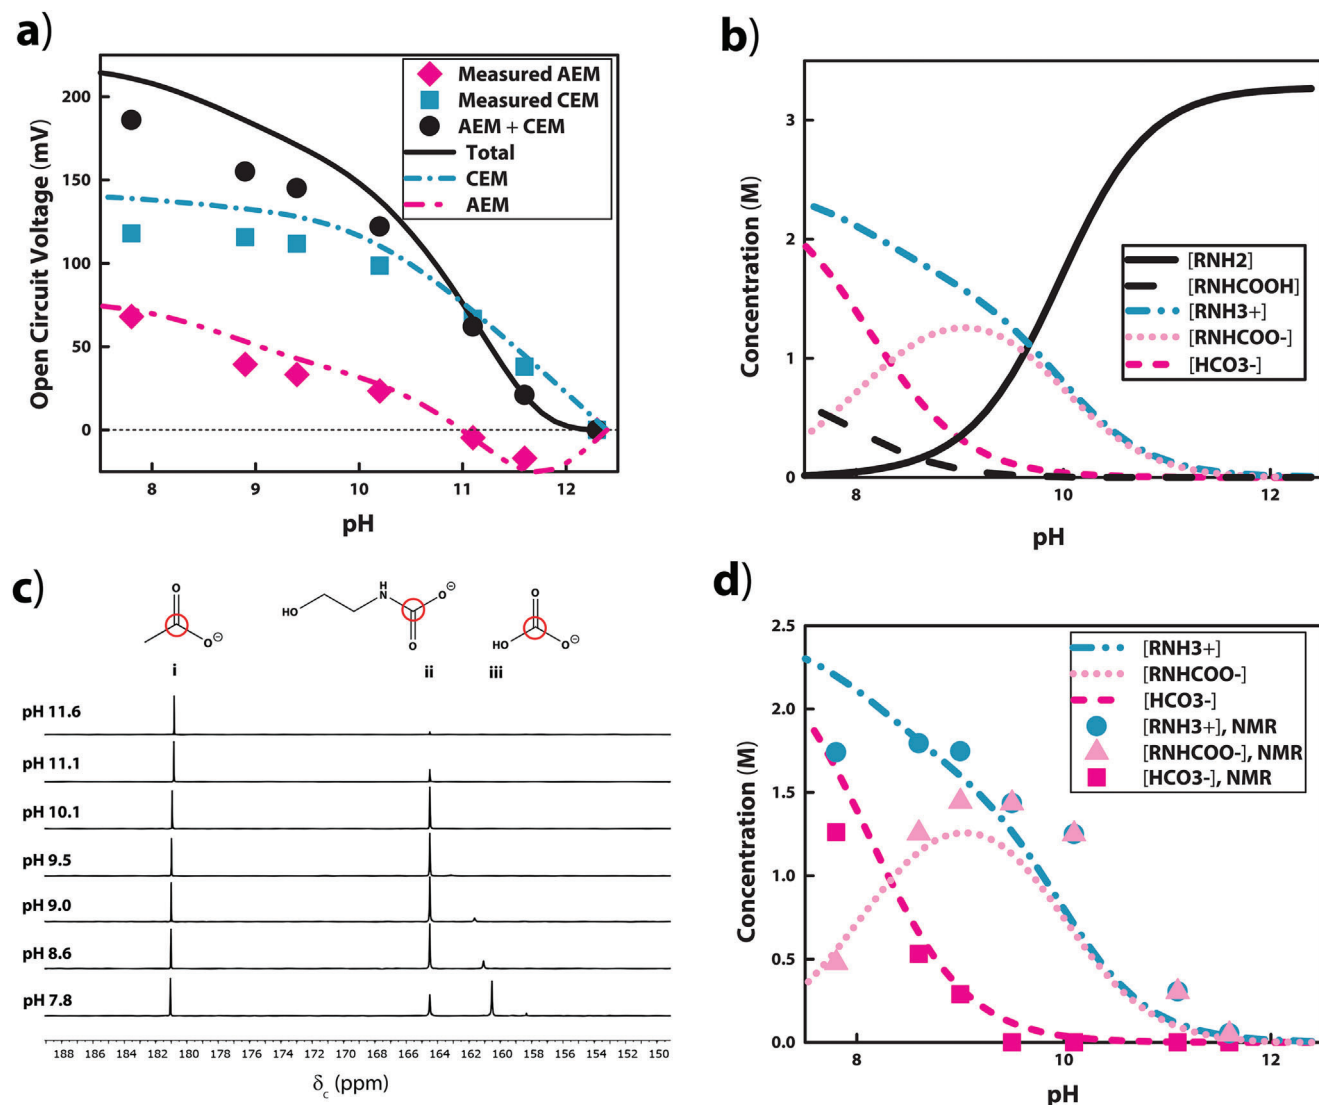 a)
Open Circuit Voltage (mV)
200
150
100
50
0
8
9
10
11
12
pH
Measured AEM
Measured CEM
AEM + CEM
Total
CEM
AEM
b)
Concentration (M)
3
2
1
0
8
10
12
pH
[RNH2]
[RNHCOOH]
[RNH3+]
[RNHCOO-]
[HCO3-]
c)
O
O
⊖
i
HO
H
N
O
⊖
O
ii
O
HO
O
⊖
iii
pH 11.6
pH 11.1
pH 10.1
pH 9.5
pH 9.0
pH 8.6
pH 7.8
188 186 184 182 180 178 176 174 172 170 168 166 164 162 160 158 156 154 152 150
δc (ppm)
d)
Concentration (M)
2.5
2.0
1.5
1.0
0.5
0.0
8
10
12
pH
[RNH3+]
[RNHCOO-]
[HCO3-]
[RNH3+], NMR
[RNHCOO-], NMR
[HCO3-], NMR